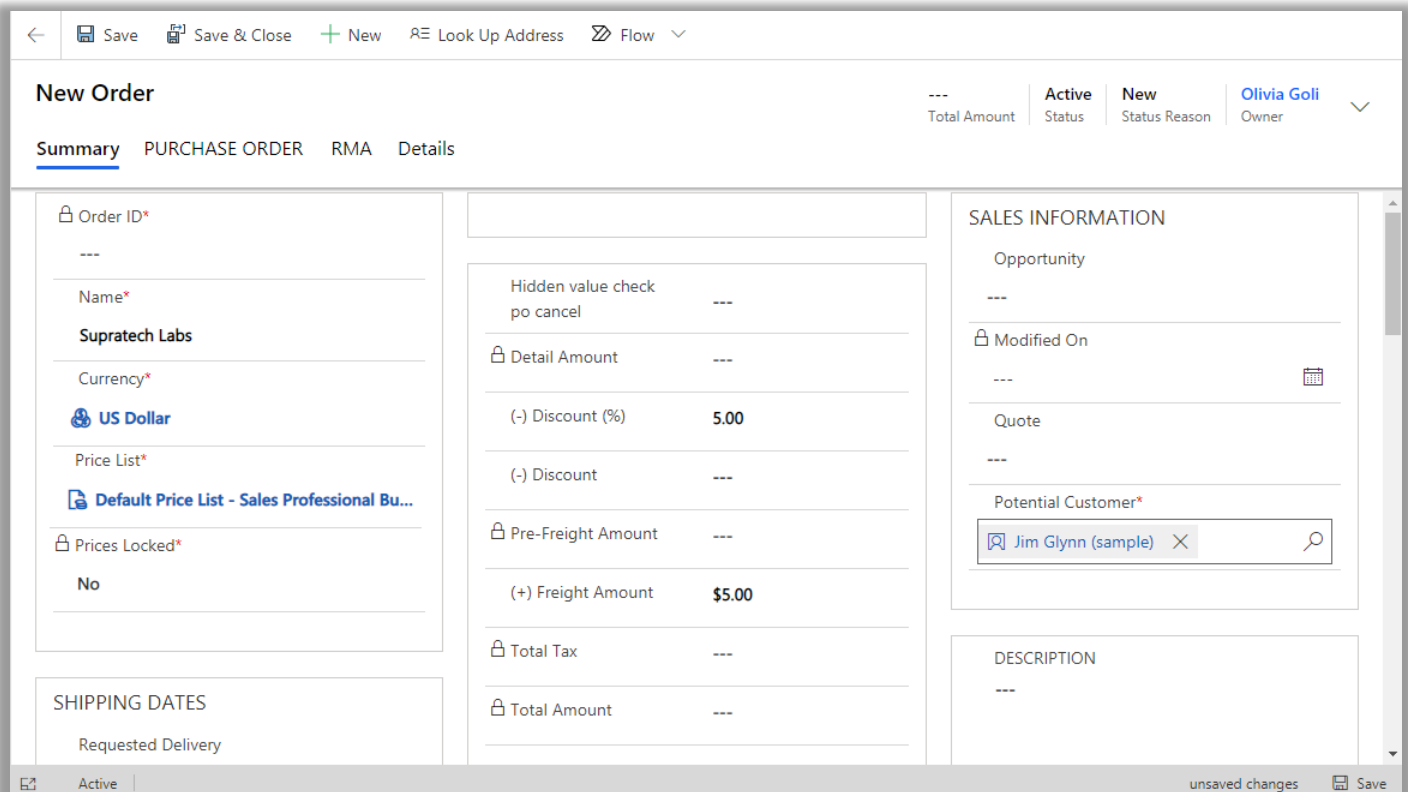 Save
Save & Close
New
Look Up Address
Flow
New Order
---
Total Amount
Active
Status
New
Status Reason
Olivia Goli
Owner
Summary
PURCHASE ORDER
RMA
Details
Order ID*
---
Name*
Supratech Labs
Currency*
US Dollar
Price List*
Default Price List - Sales Professional Bu...
Prices Locked*
No
SHIPPING DATES
Requested Delivery
Hidden value check
po cancel
---
Detail Amount
---
(-) Discount (%)
5.00
(-) Discount
---
Pre-Freight Amount
---
(+) Freight Amount
$5.00
Total Tax
---
Total Amount
---
SALES INFORMATION
Opportunity
---
Modified On
---
Quote
---
Potential Customer*
Jim Glynn (sample)
DESCRIPTION
---
Active
unsaved changes
Save